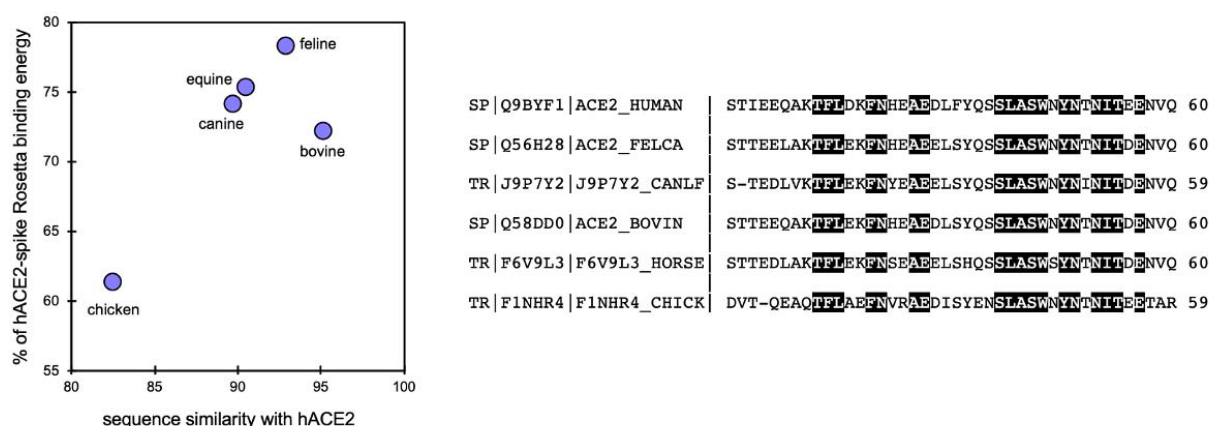 % of hACE2-spike Rosetta binding energy
80
75
70
65
60
55
feline
equine
canine
bovine
chicken
80 85 90 95 100
sequence similarity with hACE2
SP|Q9BYF1|ACE2_HUMAN | STIEEQAKTFLDKFNHEAEDLFYQSSLASWNYNTNITEENVQ 60
SP|Q56H28|ACE2_FELCA | STTEELAKTFLEKFNHEAEELSYQSSLASWNYNTNITDENVQ 60
TR|J9P7Y2|J9P7Y2_CANLF | S-TEDLVKTFLEKFNYEAEELSYQSSLASWNYNINITDENVQ 59
SP|Q58DD0|ACE2_BOVIN | STTEEQAKTFLEKFNHEAEDLSYQSSLASWNYNTNITDENVQ 60
TR|F6V9L3|F6V9L3_HORSE | STTEDLAKTFLEKFNSEAEELSHQSSLASWSYNTNITDENVQ 60
TR|F1NHR4|F1NHR4_CHICK | DVT-QEAQTFLAEFNVRAEDISYENSLASWNYNTNITEETAR 59